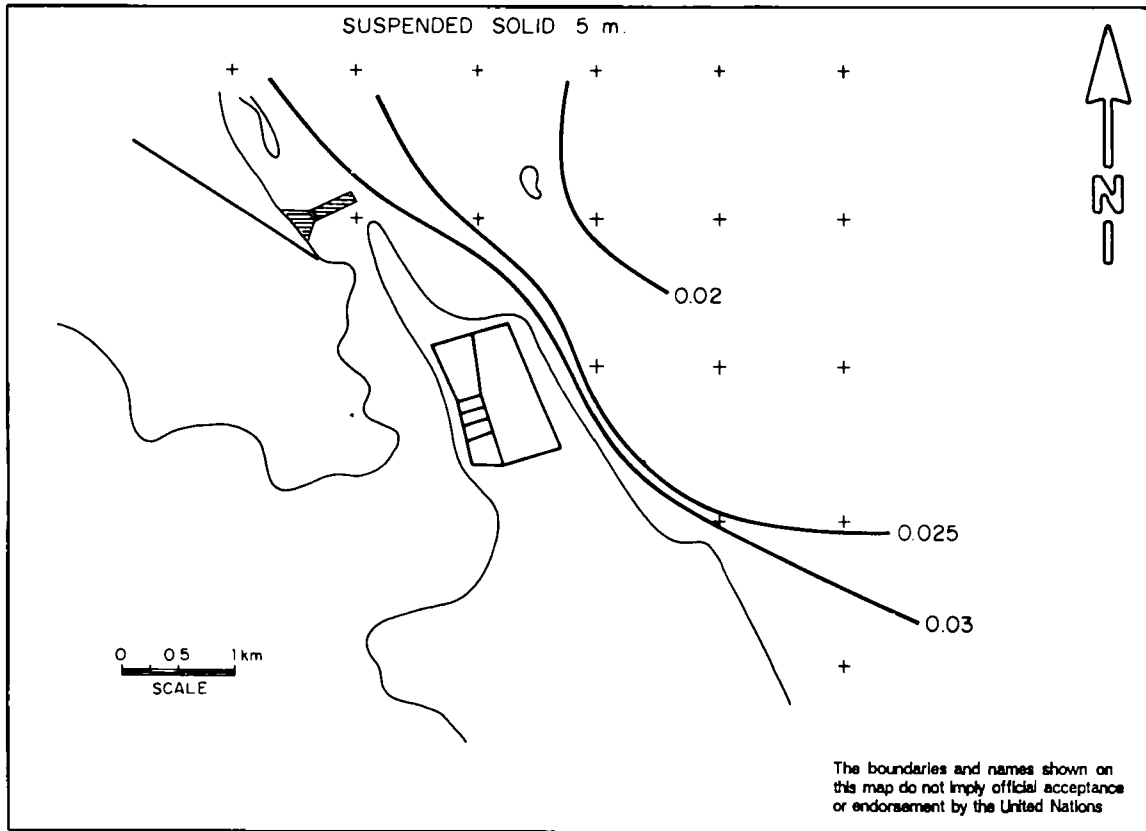 SUSPENDED SOLID 5 m.
N
0.02
0.025
0.03
0 0.5 1 km
SCALE
The boundaries and names shown on
this map do not imply official acceptance
or endorsement by the United Nations